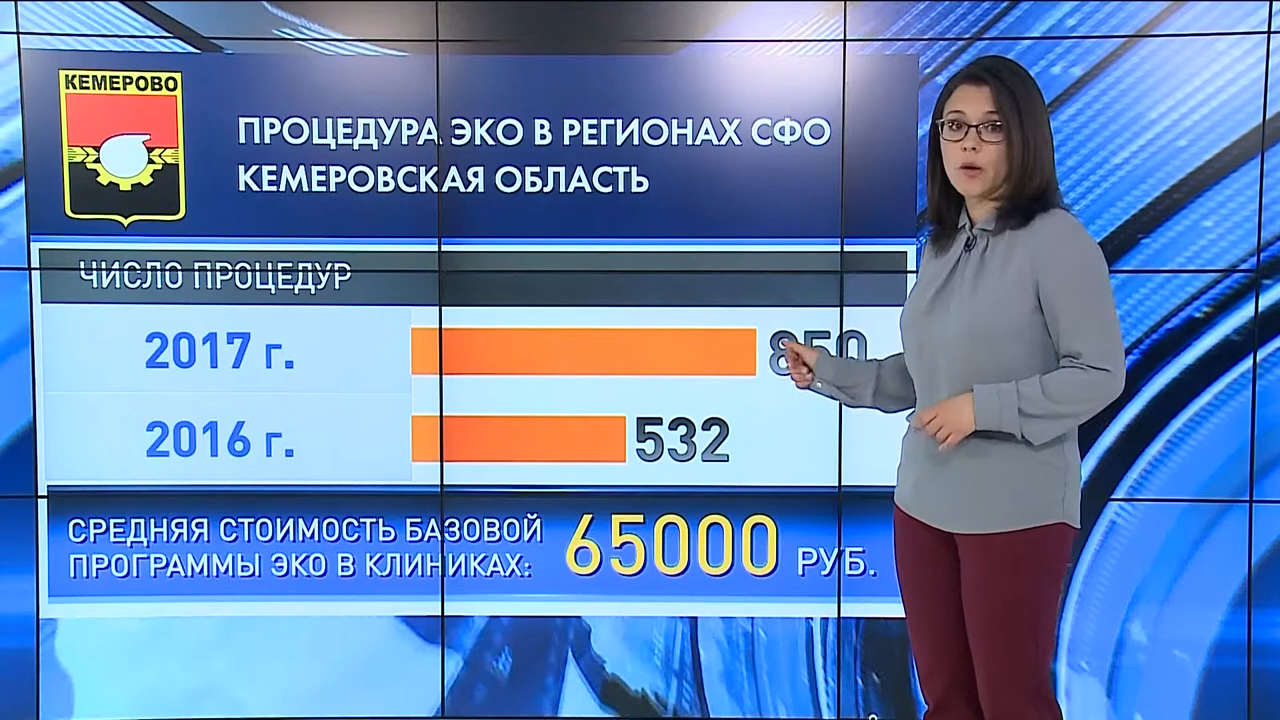 КЕМЕРОВО
ПРОЦЕДУРА ЭКО В РЕГИОНАХ СФО
КЕМЕРОВСКАЯ ОБЛАСТЬ
ЧИСЛО ПРОЦЕДУР
2017 г. 850
2016 г. 532
СРЕДНЯЯ СТОИМОСТЬ БАЗОВОЙ
ПРОГРАММЫ ЭКО В КЛИНИКАХ: 65000 РУБ.